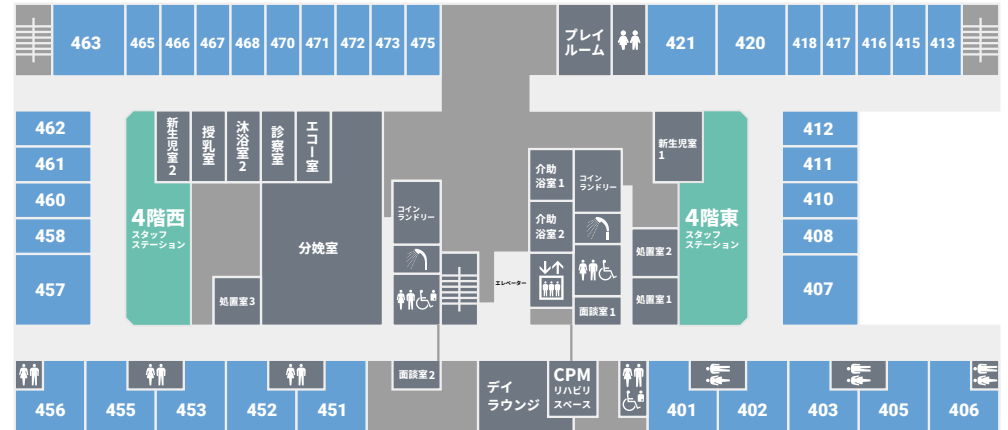 463
465
466
467
468
470
471
472
473
475
プレイ
ルーム
421
420
418
417
416
415
413
462
461
460
458
457
4階西
スタッフ
ステーション
新生児室2
授乳室
沐浴室2
診察室
エコー室
分娩室
処置室3
コイン
ランドリー
エレベーター
介助
浴室1
介助
浴室2
コイン
ランドリー
面談室1
新生児室
1
処置室2
処置室1
4階東
スタッフ
ステーション
412
411
410
408
407
456
455
453
452
451
面談室2
デイ
ラウンジ
CPM
リハビリ
スペース
401
402
403
405
406